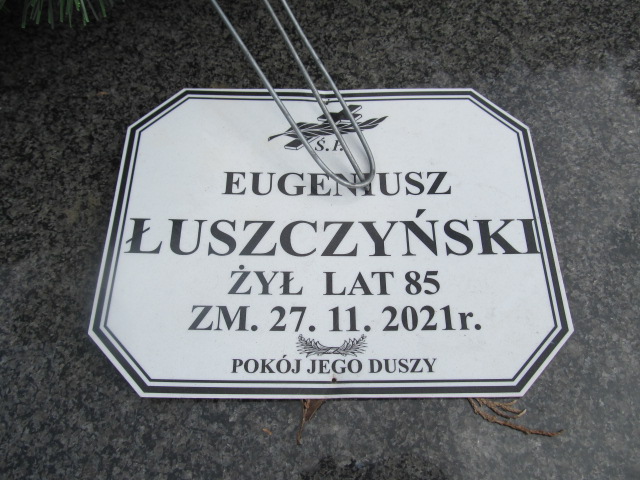 Ś.P.
EUGENIUSZ
ŁUSZCZYŃSKI
ŻYŁ LAT 85
ZM. 27. 11. 2021r.
POKÓJ JEGO DUSZY